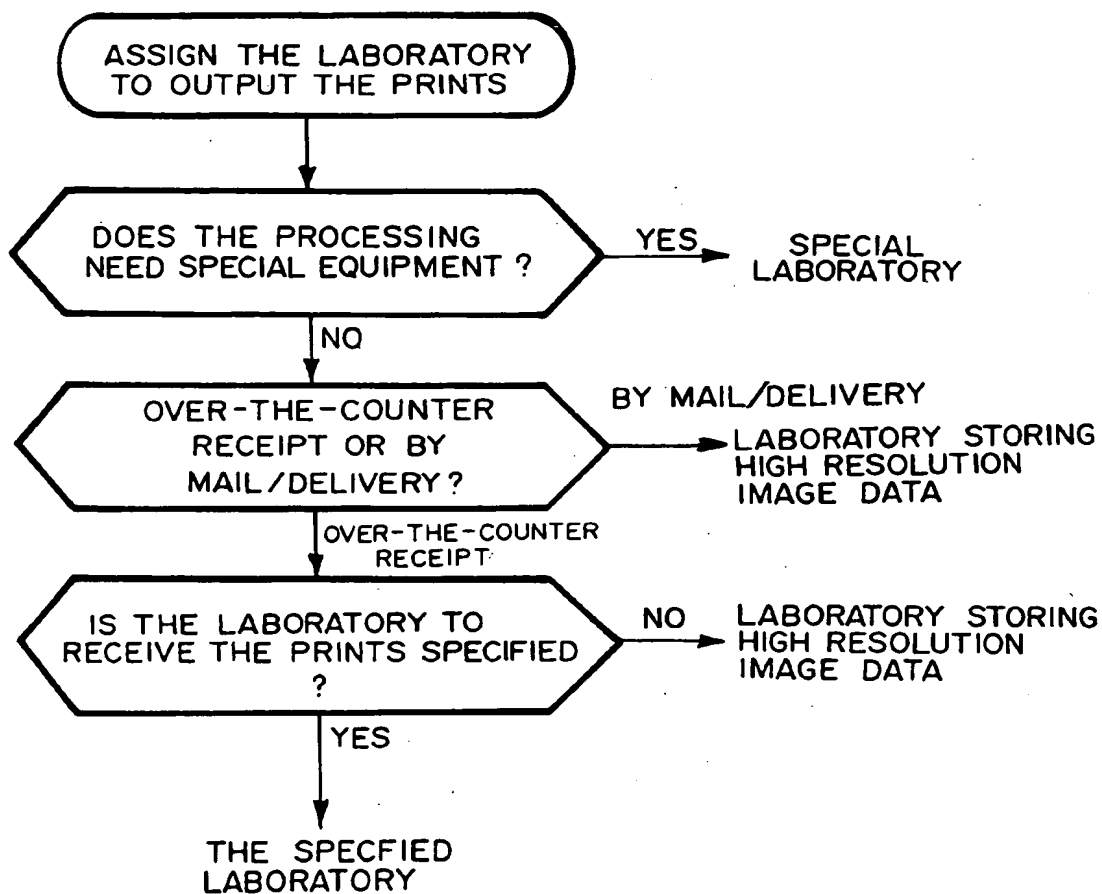 ASSIGN THE LABORATORY
TO OUTPUT THE PRINTS
DOES THE PROCESSING
NEED SPECIAL EQUIPMENT ?
YES
SPECIAL
LABORATORY
NO
OVER-THE-COUNTER
RECEIPT OR BY
MAIL/DELIVERY ?
BY MAIL/DELIVERY
LABORATORY STORING
HIGH RESOLUTION
IMAGE DATA
OVER-THE-COUNTER
RECEIPT
IS THE LABORATORY TO
RECEIVE THE PRINTS SPECIFIED
?
NO
LABORATORY STORING
HIGH RESOLUTION
IMAGE DATA
YES
THE SPECFIED
LABORATORY